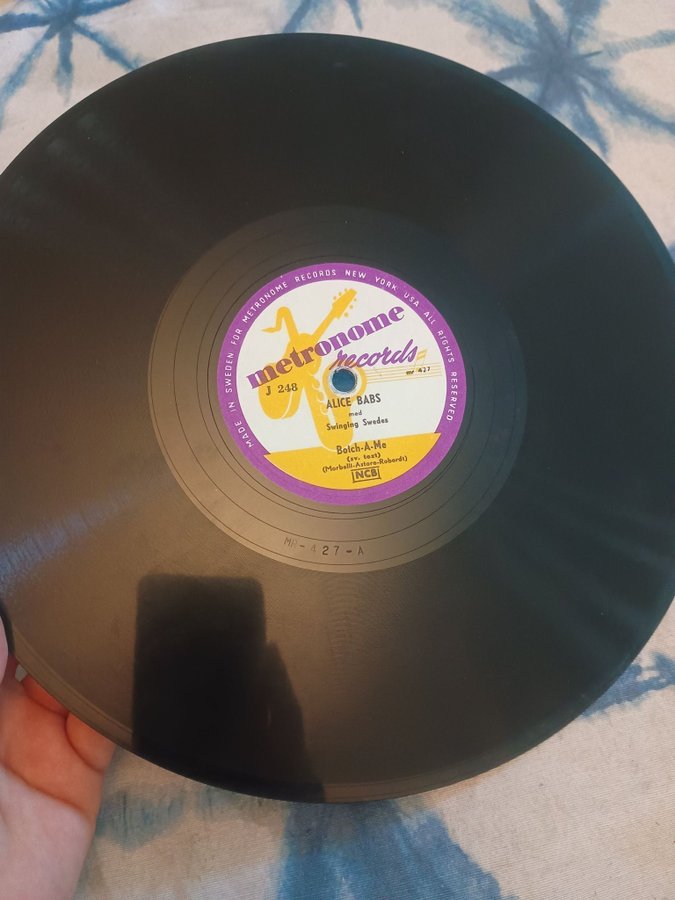 MADE IN SWEDEN FOR METRONOME RECORDS NEW YORK USA ALL RIGHTS RESERVED
metronome
records
J 248
MR 427
ALICE BABS
med
Swinging Swedes
Botch-A-Me
(sv. text)
(Morbelli-Astore-Robardt)
NCB
MR-427-A